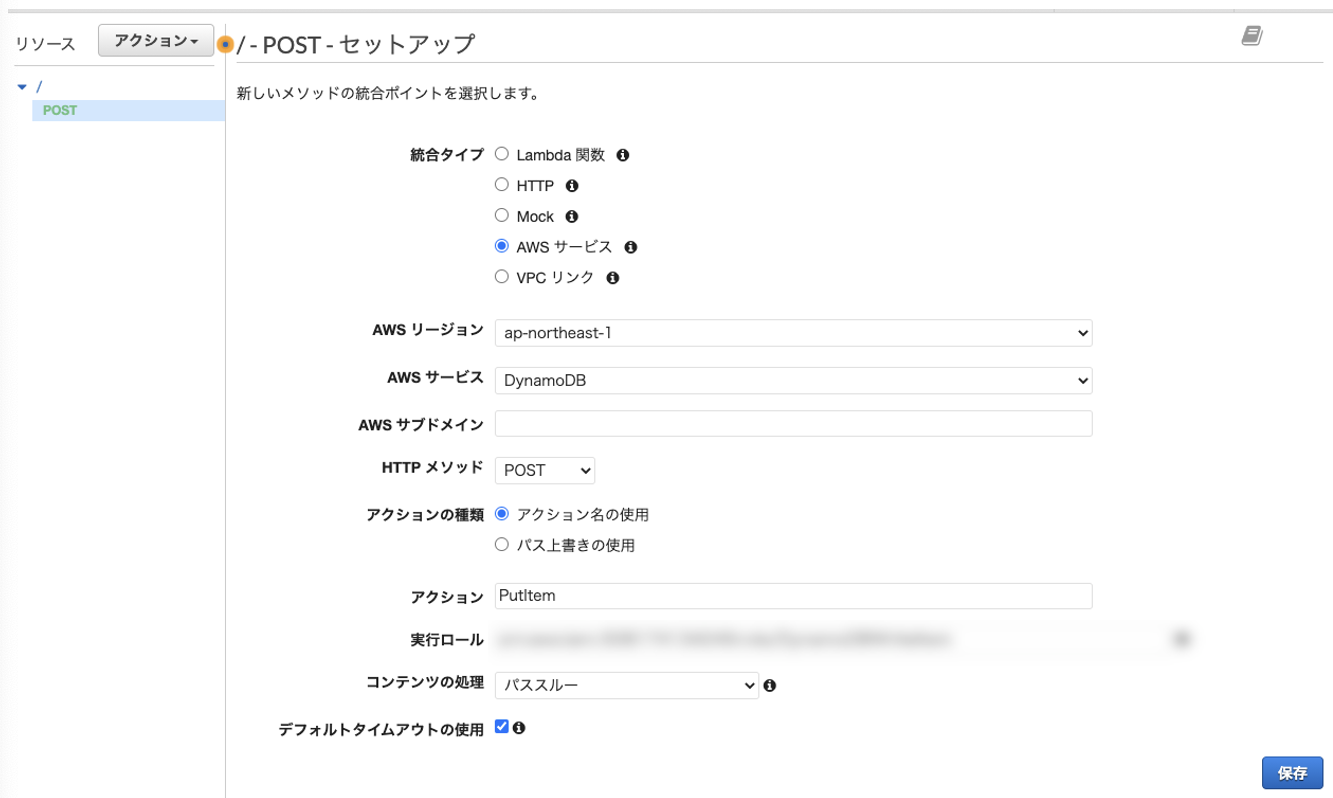 リソース
アクション
/ - POST - セットアップ
/
POST
新しいメソッドの統合ポイントを選択します。
統合タイプ
Lambda 関数
HTTP
Mock
AWS サービス
VPC リンク
AWS リージョン ap-northeast-1
AWS サービス DynamoDB
AWS サブドメイン
HTTP メソッド POST
アクションの種類 アクション名の使用
パス上書きの使用
アクション PutItem
実行ロール
コンテンツの処理 パススルー
デフォルトタイムアウトの使用
保存